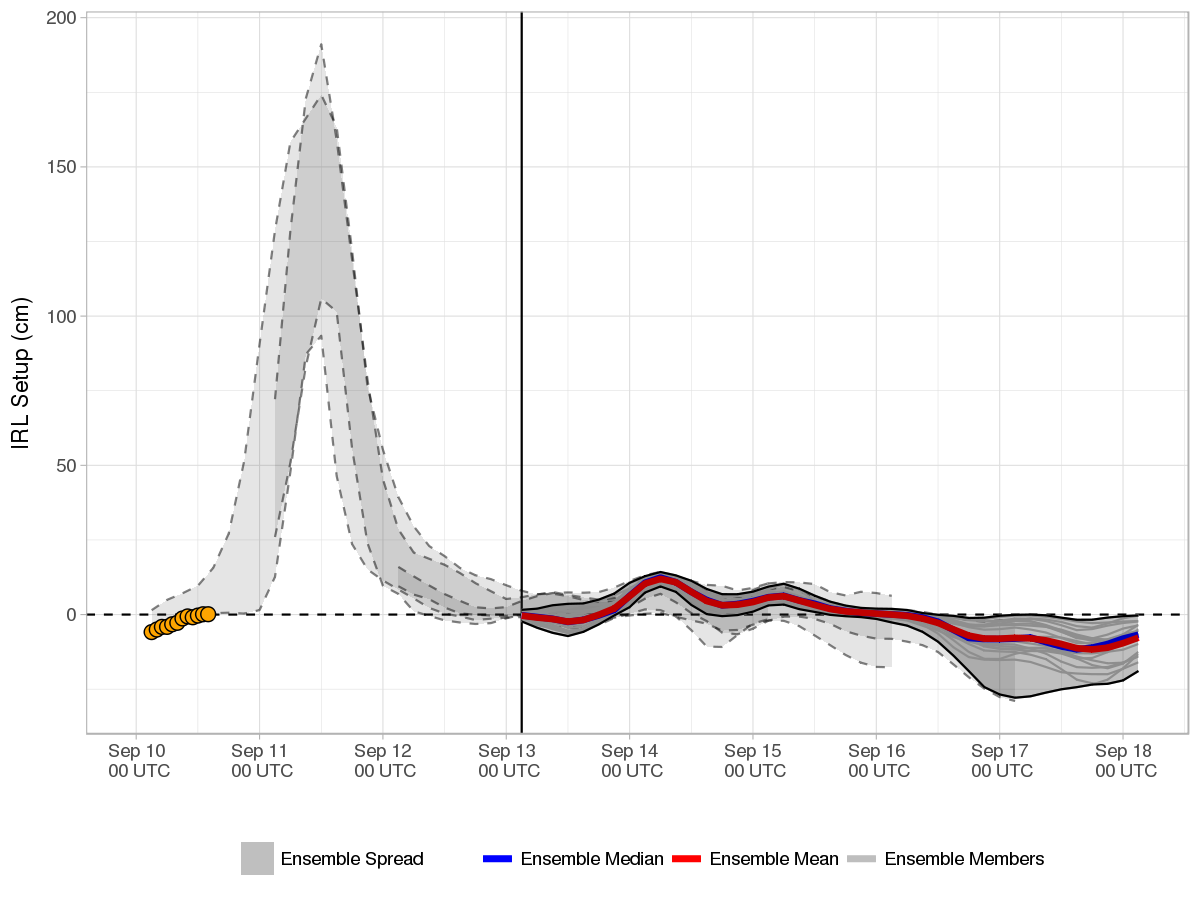 200
150
100
50
0
IRL Setup (cm)
Sep 10
00 UTC
Sep 11
00 UTC
Sep 12
00 UTC
Sep 13
00 UTC
Sep 14
00 UTC
Sep 15
00 UTC
Sep 16
00 UTC
Sep 17
00 UTC
Sep 18
00 UTC
Ensemble Spread
Ensemble Median
Ensemble Mean
Ensemble Members